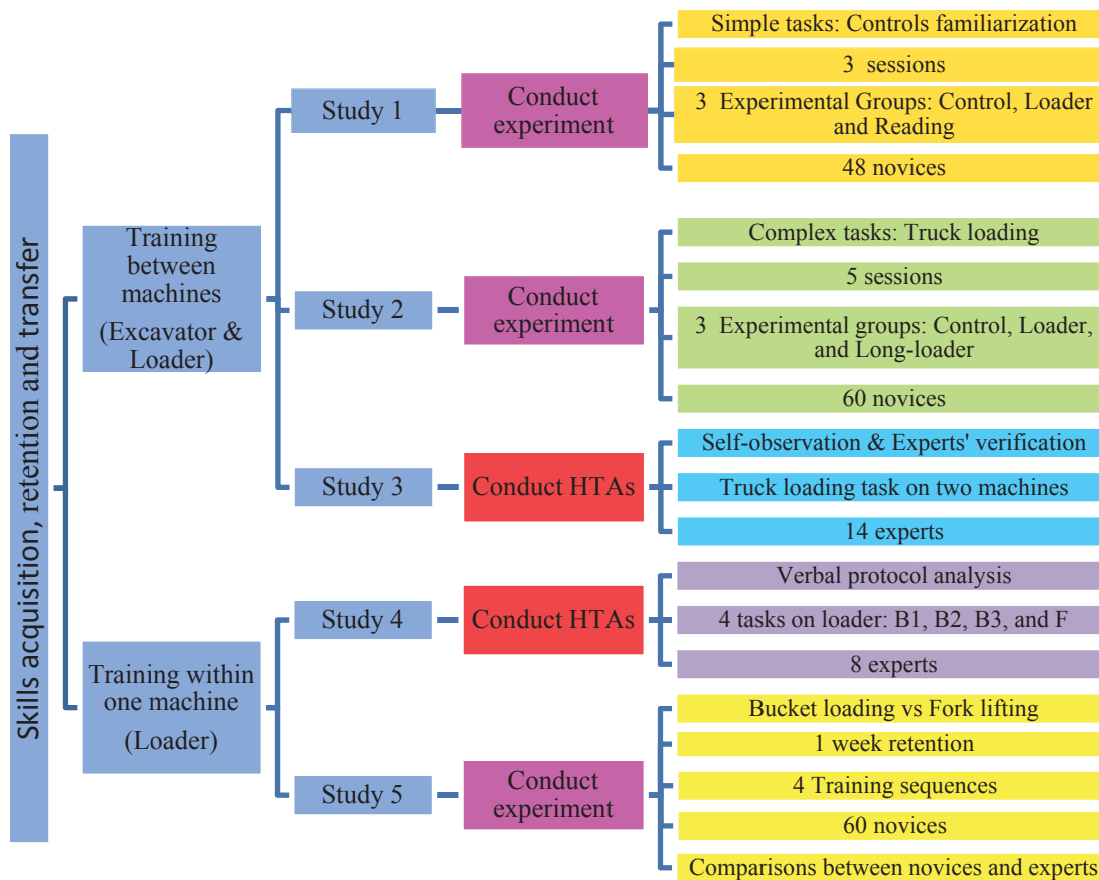 Skills acquisition, retention and transfer
Training
between
machines
(Excavator &
Loader)
Study 1
Conduct
experiment
Simple tasks: Controls familiarization
3 sessions
3 Experimental Groups: Control, Loader
and Reading
48 novices
Study 2
Conduct
experiment
Complex tasks: Truck loading
5 sessions
3 Experimental groups: Control, Loader,
and Long-loader
60 novices
Study 3
Conduct HTAs
Self-observation & Experts' verification
Truck loading task on two machines
14 experts
Training within
one machine
(Loader)
Study 4
Conduct HTAs
Verbal protocol analysis
4 tasks on loader: B1, B2, B3, and F
8 experts
Study 5
Conduct
experiment
Bucket loading vs Fork lifting
1 week retention
4 Training sequences
60 novices
Comparisons between novices and experts